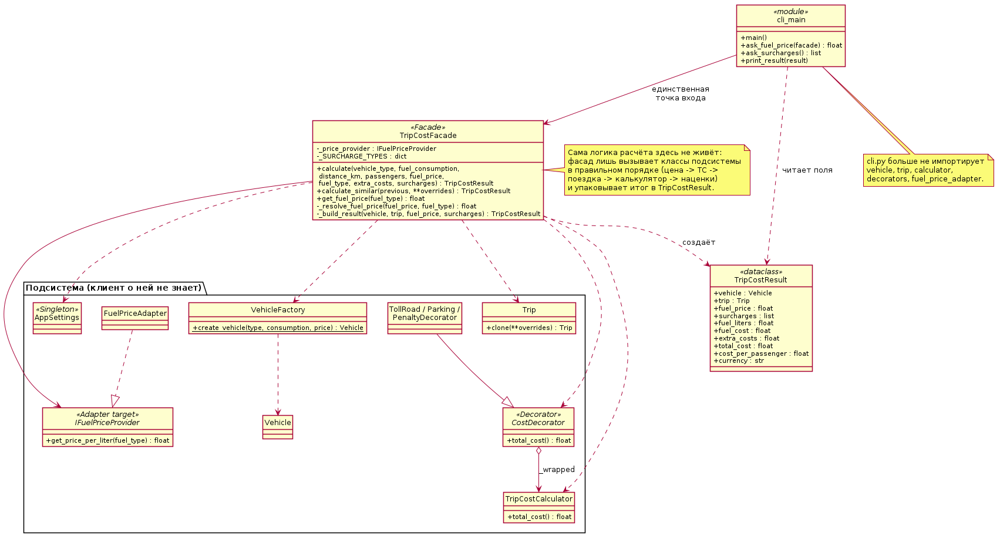 «module»
cli_main
+main()
+ask_fuel_price(facade) : float
+ask_surcharges() : list
+print_result(result)
единственная
точка входа
«Facade»
TripCostFacade
-_price_provider : IFuelPriceProvider
-_SURCHARGE_TYPES : dict
+calculate(vehicle_type, fuel_consumption,
distance_km, passengers, fuel_price,
fuel_type, extra_costs, surcharges) : TripCostResult
+calculate_similar(previous, **overrides) : TripCostResult
+get_fuel_price(fuel_type) : float
-_resolve_fuel_price(fuel_price, fuel_type) : float
-_build_result(vehicle, trip, fuel_price, surcharges) : TripCostResult
Сама логика расчёта здесь не живёт:
фасад лишь вызывает классы подсистемы
в правильном порядке (цена -> ТС ->
поездка -> калькулятор -> наценки)
и упаковывает итог в TripCostResult.
читает поля
cli.py больше не импортирует
vehicle, trip, calculator,
decorators, fuel_price_adapter.
создаёт
«dataclass»
TripCostResult
+vehicle : Vehicle
+trip : Trip
+fuel_price : float
+surcharges : list
+fuel_liters : float
+fuel_cost : float
+extra_costs : float
+total_cost : float
+cost_per_passenger : float
+currency : str
Подсистема (клиент о ней не знает)
«Singleton»
AppSettings
FuelPriceAdapter
VehicleFactory
+create_vehicle(type, consumption, price) : Vehicle
TollRoad / Parking /
PenaltyDecorator
Trip
+clone(**overrides) : Trip
«Adapter target»
IFuelPriceProvider
+get_price_per_liter(fuel_type) : float
Vehicle
«Decorator»
CostDecorator
+total_cost() : float
_wrapped
TripCostCalculator
+total_cost() : float